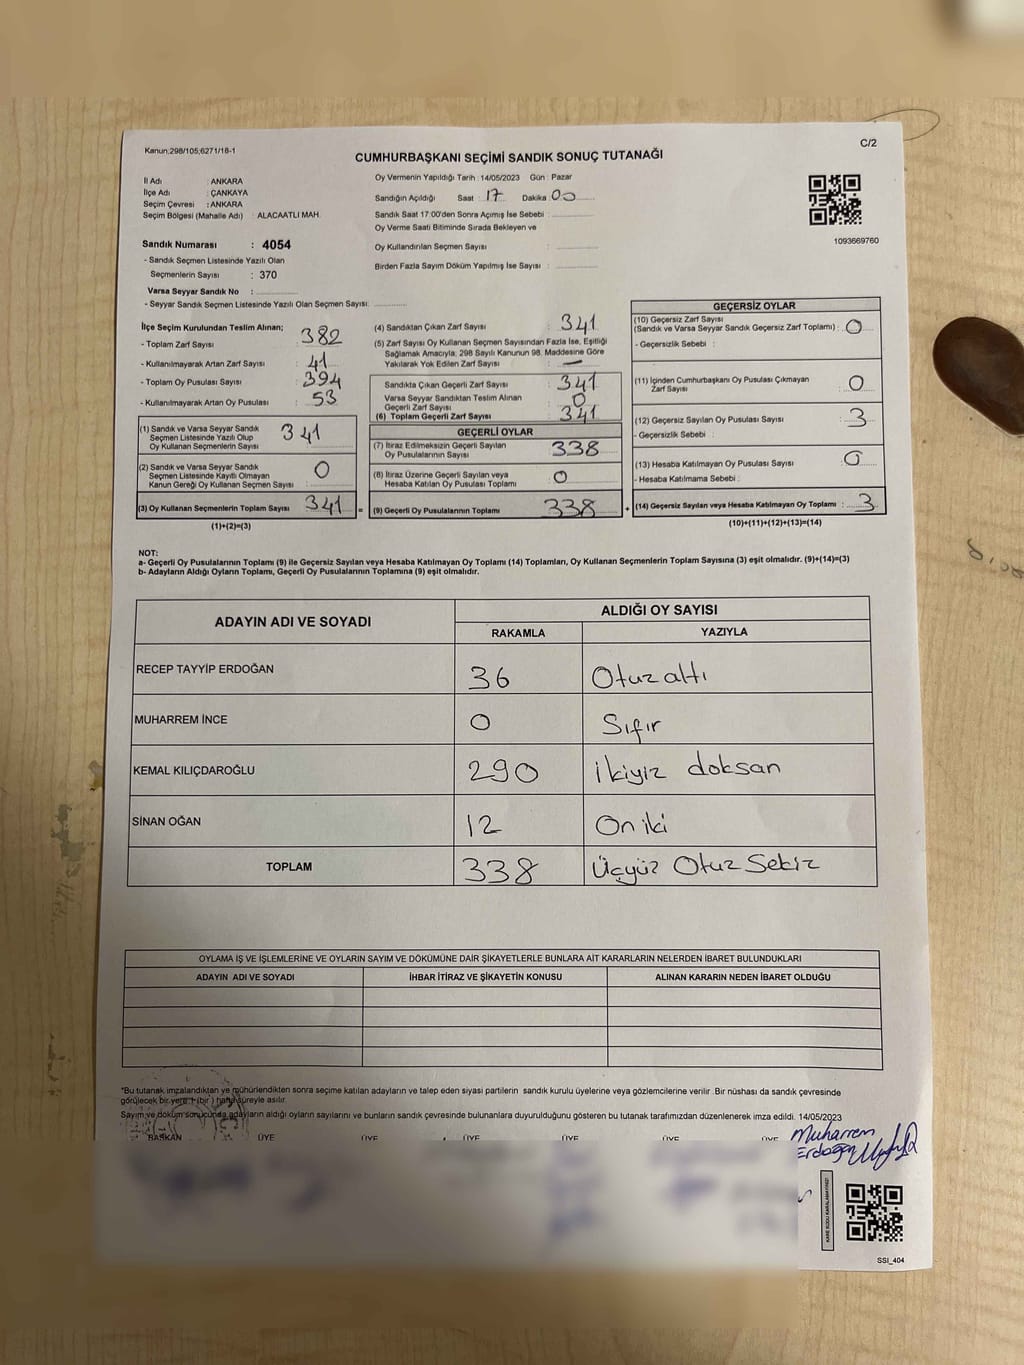 Kanun:298/105;6271/18-1
C/2
CUMHURBAŞKANI SEÇİMİ SANDIK SONUÇ TUTANAĞI
İl Adı : ANKARA
İlçe Adı : ÇANKAYA
Seçim Çevresi : ANKARA
Seçim Bölgesi (Mahalle Adı) : ALACAATLI MAH.
Oy Vermenin Yapıldığı Tarih : 14/05/2023 Gün : Pazar
Sandığın Açıldığı Saat : 17 Dakika : 00
Sandık Saat 17:00'den Sonra Açımış İse Sebebi :
Oy Verme Saati Bitiminde Sırada Bekleyen ve
Oy Kullandırılan Seçmen Sayısı :
Birden Fazla Sayım Döküm Yapılmış İse Sayısı :
1093669760
Sandık Numarası : 4054
- Sandık Seçmen Listesinde Yazılı Olan
Seçmenlerin Sayısı : 370
Varsa Seyyar Sandık No :
- Seyyar Sandık Seçmen Listesinde Yazılı Olan Seçmen Sayısı:
İlçe Seçim Kurulundan Teslim Alınan;
- Toplam Zarf Sayısı : 382
- Kullanılmayarak Artan Zarf Sayısı : 41
- Toplam Oy Pusulası Sayısı : 394
- Kullanılmayarak Artan Oy Pusulası : 53
(1) Sandık ve Varsa Seyyar Sandık
Seçmen Listesinde Yazılı Olup
Oy Kullanan Seçmenlerin Sayısı : 341
(2) Sandık ve Varsa Seyyar Sandık
Seçmen Listesinde Kayıtlı Olmayan
Kanun Gereği Oy Kullanan Seçmen Sayısı : 0
(3) Oy Kullanan Seçmenlerin Toplam Sayısı : 341
(1)+(2)=(3)
(4) Sandıktan Çıkan Zarf Sayısı : 341
(5) Zarf Sayısı Oy Kullanan Seçmen Sayısından Fazla İse, Eşitliği
Sağlamak Amacıyla; 298 Sayılı Kanunun 98. Maddesine Göre
Yakılarak Yok Edilen Zarf Sayısı : —
Sandıkta Çıkan Geçerli Zarf Sayısı : 341
Varsa Seyyar Sandıktan Teslim Alınan
Geçerli Zarf Sayısı : 0
(6) Toplam Geçerli Zarf Sayısı : 341
GEÇERLİ OYLAR
(7) İtiraz Edilmeksizin Geçerli Sayılan
Oy Pusulalarının Sayısı : 338
(8) İtiraz Üzerine Geçerli Sayılan veya
Hesaba Katılan Oy Pusulası Toplamı : 0
= (9) Geçerli Oy Pusulalarının Toplamı : 338
GEÇERSİZ OYLAR
(10) Geçersiz Zarf Sayısı
(Sandık ve Varsa Seyyar Sandık Geçersiz Zarf Toplamı) : 0
- Geçersizlik Sebebi :
(11) İçinden Cumhurbaşkanı Oy Pusulası Çıkmayan
Zarf Sayısı : 0
(12) Geçersiz Sayılan Oy Pusulası Sayısı : 3
- Geçersizlik Sebebi :
(13) Hesaba Katılmayan Oy Pusulası Sayısı : 0
- Hesaba Katılmama Sebebi :
+ (14) Geçersiz Sayılan veya Hesaba Katılmayan Oy Toplamı : 3
(10)+(11)+(12)+(13)=(14)
NOT:
a- Geçerli Oy Pusulalarının Toplamı (9) ile Geçersiz Sayılan veya Hesaba Katılmayan Oy Toplamı (14) Toplamları, Oy Kullanan Seçmenlerin Toplam Sayısına (3) eşit olmalıdır. (9)+(14)=(3)
b- Adayların Aldığı Oyların Toplamı, Geçerli Oy Pusulalarının Toplamına (9) eşit olmalıdır.
ADAYIN ADI VE SOYADI
ALDIĞI OY SAYISI
RAKAMLA YAZIYLA
RECEP TAYYİP ERDOĞAN 36 Otuzaltı
MUHARREM İNCE 0 Sıfır
KEMAL KILIÇDAROĞLU 290 ikiyiz doksan
SİNAN OĞAN 12 On iki
TOPLAM 338 Üçyüz Otuz Sekiz
OYLAMA İŞ VE İŞLEMLERİNE VE OYLARIN SAYIM VE DÖKÜMÜNE DAİR ŞİKAYETLERLE BUNLARA AİT KARARLARIN NELERDEN İBARET BULUNDUKLARI
ADAYIN ADI VE SOYADI İHBAR İTİRAZ VE ŞİKAYETİN KONUSU ALINAN KARARIN NEDEN İBARET OLDUĞU
*Bu tutanak imzalandıktan ve mühürlendikten sonra seçime katılan adayların ve talep eden siyasi partilerin sandık kurulu üyelerine veya gözlemcilerine verilir. Bir nüshası da sandık çevresinde
görülecek bir yere 1 (bir) hafta süreyle asılır.
Sayım ve döküm sonucunda adayların aldığı oyların sayılarını ve bunların sandık çevresinde bulunanlara duyurulduğunu gösteren bu tutanak tarafımızdan düzenlenerek imza edildi. 14/05/2023
BAŞKAN ÜYE ÜYE ÜYE ÜYE ÜYE ÜYE
Muharrem
Erdoğan
KARE KODU KARALAMAYINIZ!
SSI_404